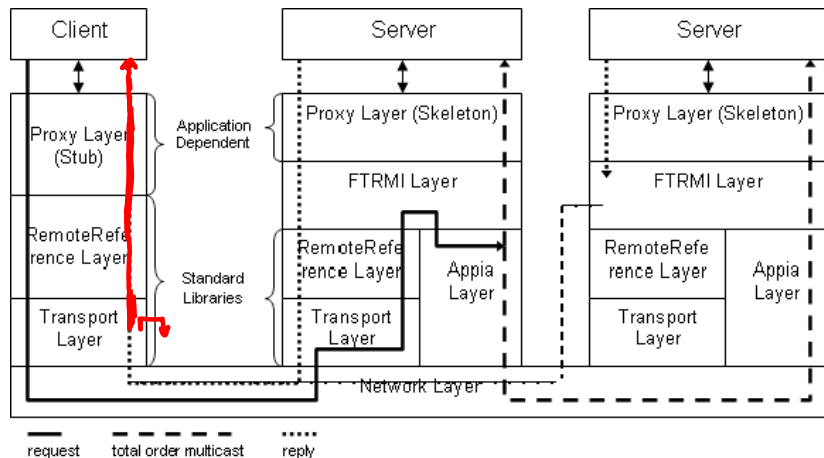 Client
Server
Server
Proxy Layer
(Stub)
Application
Dependent
Proxy Layer (Skeleton)
Proxy Layer (Skeleton)
FTRMI Layer
FTRMI Layer
RemoteRefe
rence Layer
Standard
Libraries
RemoteRefe
rence Layer
Appia
Layer
RemoteRefe
rence Layer
Appia
Layer
Transport
Layer
Transport
Layer
Transport
Layer
Network Layer
request
total order multicast
reply